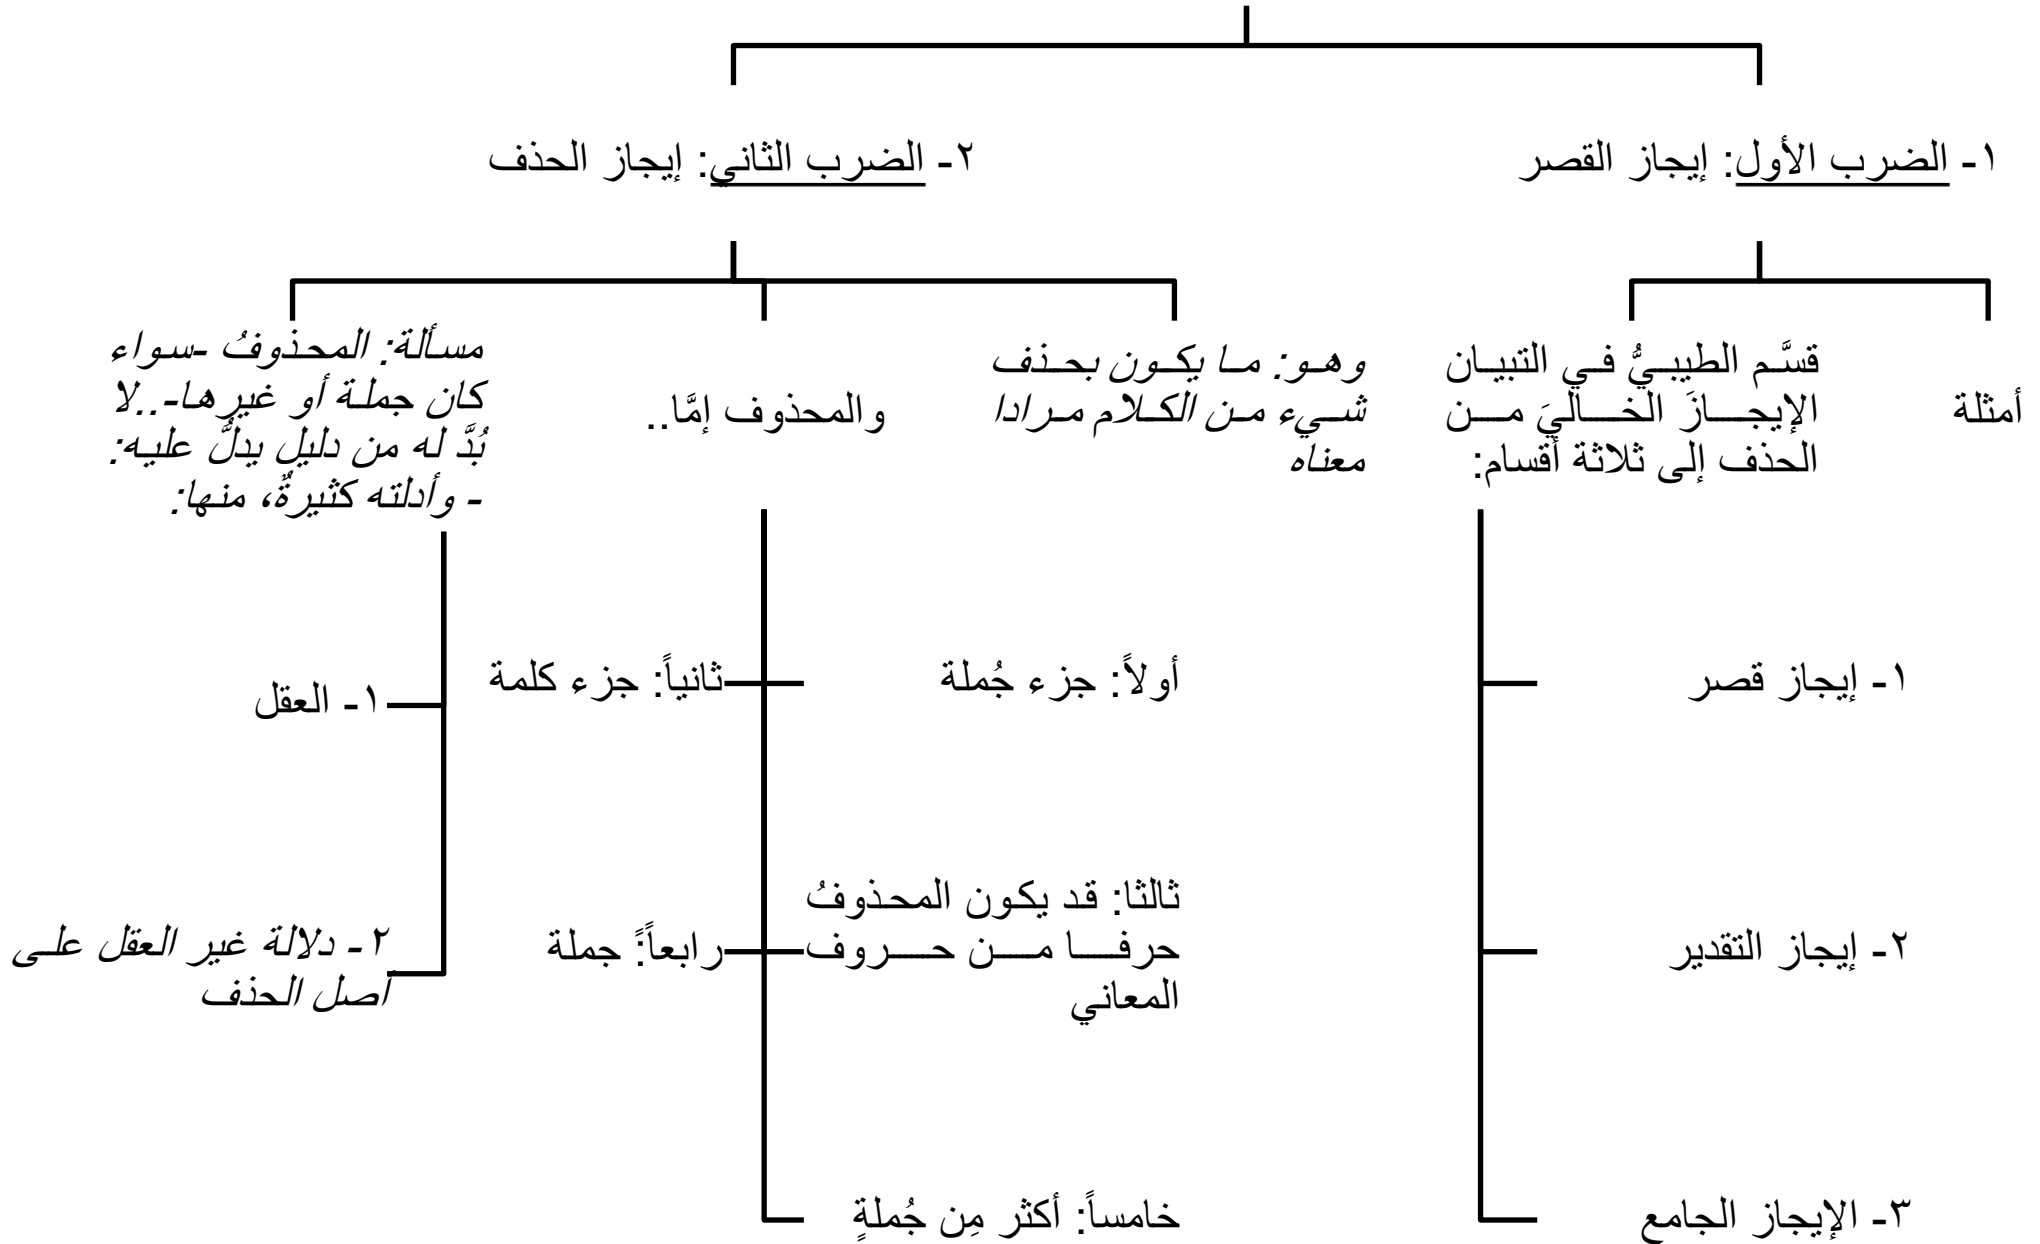 ١- الضرب الأول: إيجاز القصر
٢- الضرب الثاني: إيجاز الحذف
أمثلة
قسَّم الطيبيُّ في التبيان
الإيجازَ الخاليَ من
الحذف إلى ثلاثة أقسام:
١- إيجاز قصر
٢- إيجاز التقدير
٣- الإيجاز الجامع
وهو: ما يكون بحذف
شيء من الكلام مرادا
معناه
والمحذوف إمَّا..
أولاً: جزء جُملة
ثانياً: جزء كلمة
ثالثا: قد يكون المحذوفُ
حرفا من حروف
المعاني
رابعاً: جملة
خامساً: أكثر مِن جُملةٍ
مسألة: المحذوفُ -سواء
كان جملة أو غيرها-..لا
بُدَّ له من دليلٍ يدلُّ عليه:
- وأدلته كثيرةٌ، منها:
١- العقل
٢- دلالة غير العقل على
أصل الحذف